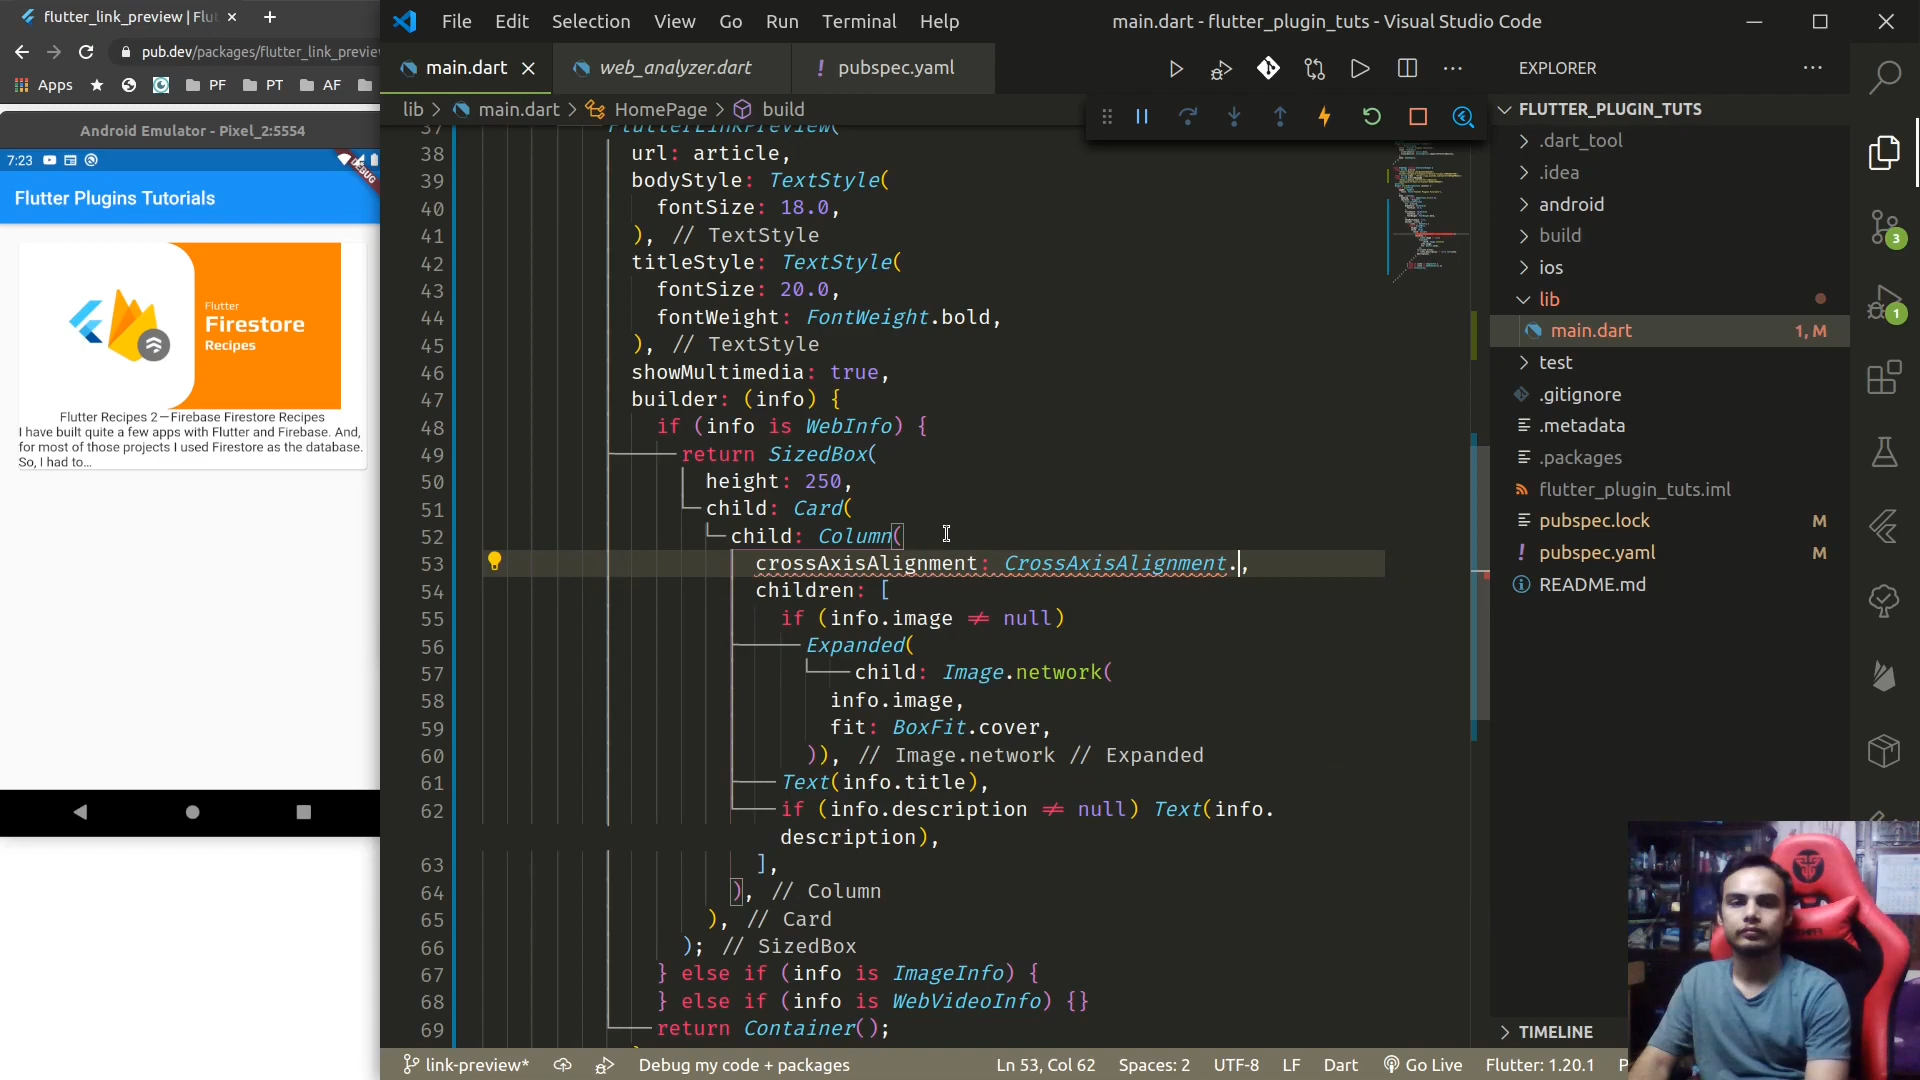 flutter_link_preview | Flu
pub.dev/packages/flutter_link_previe
Apps
PF
PT
AF
Android Emulator - Pixel_2:5554
7:23
DEBUG
Flutter Plugins Tutorials
Flutter
Firestore
Recipes
Flutter Recipes 2 — Firebase Firestore Recipes
I have built quite a few apps with Flutter and Firebase. And,
for most of those projects I used Firestore as the database.
So, I had to...
File Edit Selection View Go Run Terminal Help
main.dart - flutter_plugin_tuts - Visual Studio Code
main.dart
web_analyzer.dart
! pubspec.yaml
lib > main.dart > HomePage > build
37 FlutterLinkPreview(
38 url: article,
39 bodyStyle: TextStyle(
40 fontSize: 18.0,
41 ), // TextStyle
42 titleStyle: TextStyle(
43 fontSize: 20.0,
44 fontWeight: FontWeight.bold,
45 ), // TextStyle
46 showMultimedia: true,
47 builder: (info) {
48 if (info is WebInfo) {
49 return SizedBox(
50 height: 250,
51 child: Card(
52 child: Column(
53 crossAxisAlignment: CrossAxisAlignment.,
54 children: [
55 if (info.image ≠ null)
56 Expanded(
57 child: Image.network(
58 info.image,
59 fit: BoxFit.cover,
60 )), // Image.network // Expanded
61 Text(info.title),
62 if (info.description ≠ null) Text(info.
description),
63 ],
64 ), // Column
65 ), // Card
66 ); // SizedBox
67 } else if (info is ImageInfo) {
68 } else if (info is WebVideoInfo) {}
69 return Container();
EXPLORER
FLUTTER_PLUGIN_TUTS
.dart_tool
.idea
android
build
ios
lib
main.dart 1, M
test
.gitignore
.metadata
.packages
flutter_plugin_tuts.iml
pubspec.lock M
! pubspec.yaml M
README.md
TIMELINE
3
1
link-preview*
Debug my code + packages
Ln 53, Col 62
Spaces: 2
UTF-8
LF
Dart
Go Live
Flutter: 1.20.1